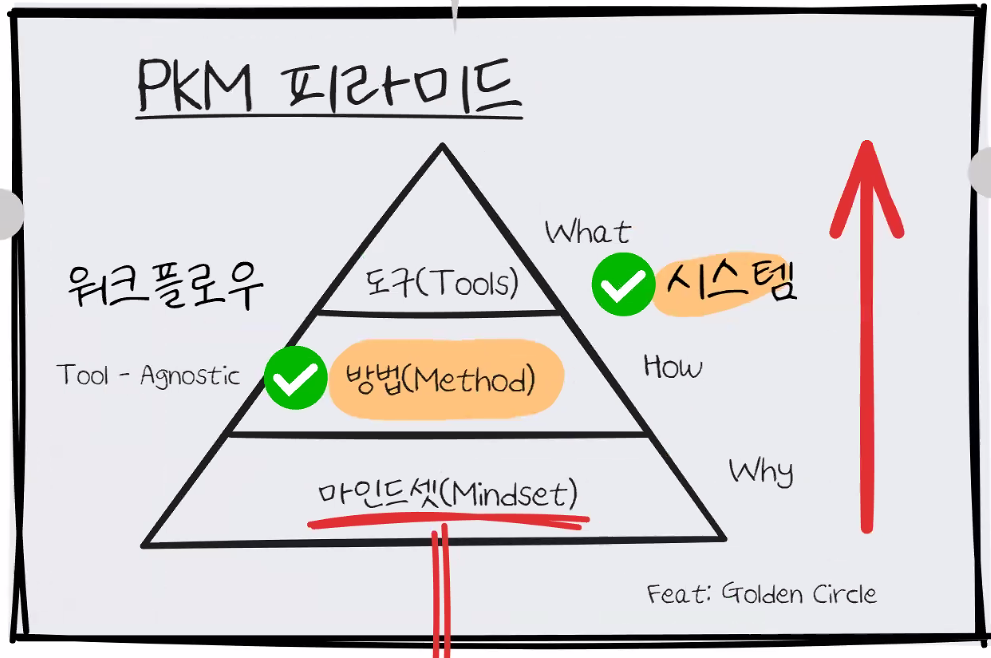 PKM 피라미드
What
워크플로우
도구(Tools)
시스템
Tool - Agnostic
방법(Method)
How
마인드셋(Mindset)
Why
Feat: Golden Circle